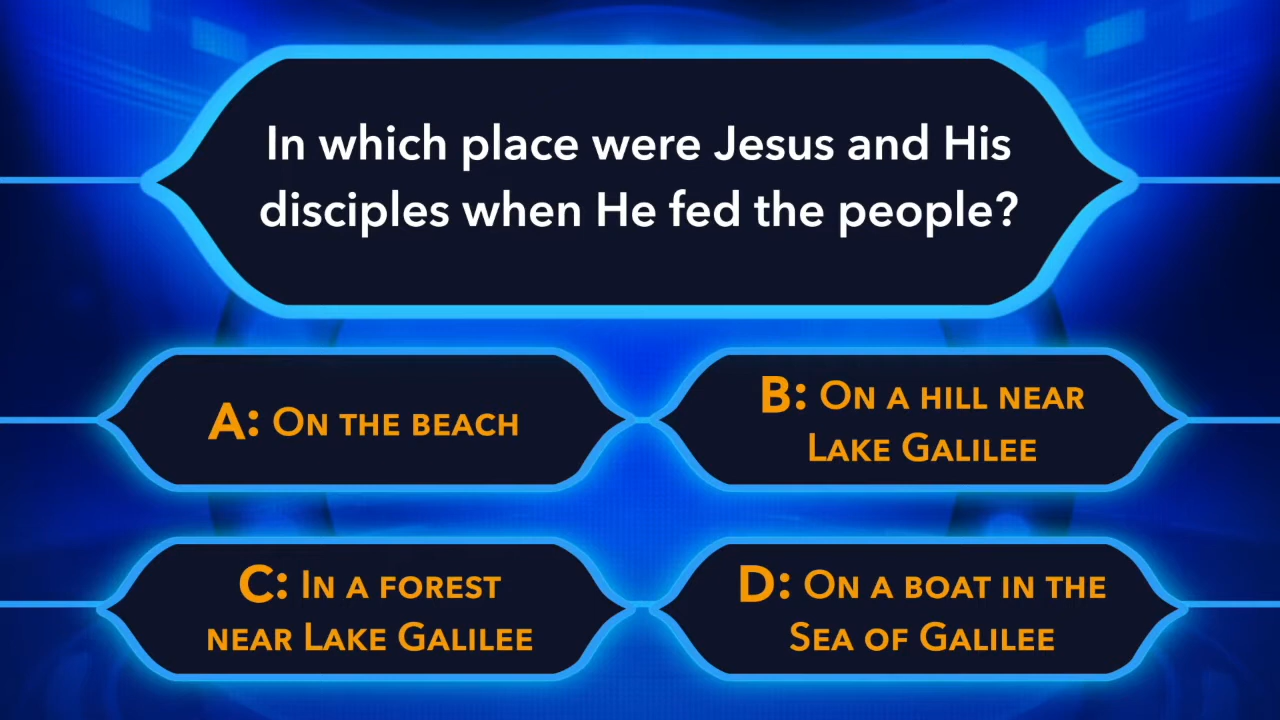 In which place were Jesus and His
disciples when He fed the people?
A: On the beach
B: On a hill near
Lake Galilee
C: In a forest
near Lake Galilee
D: On a boat in the
Sea of Galilee